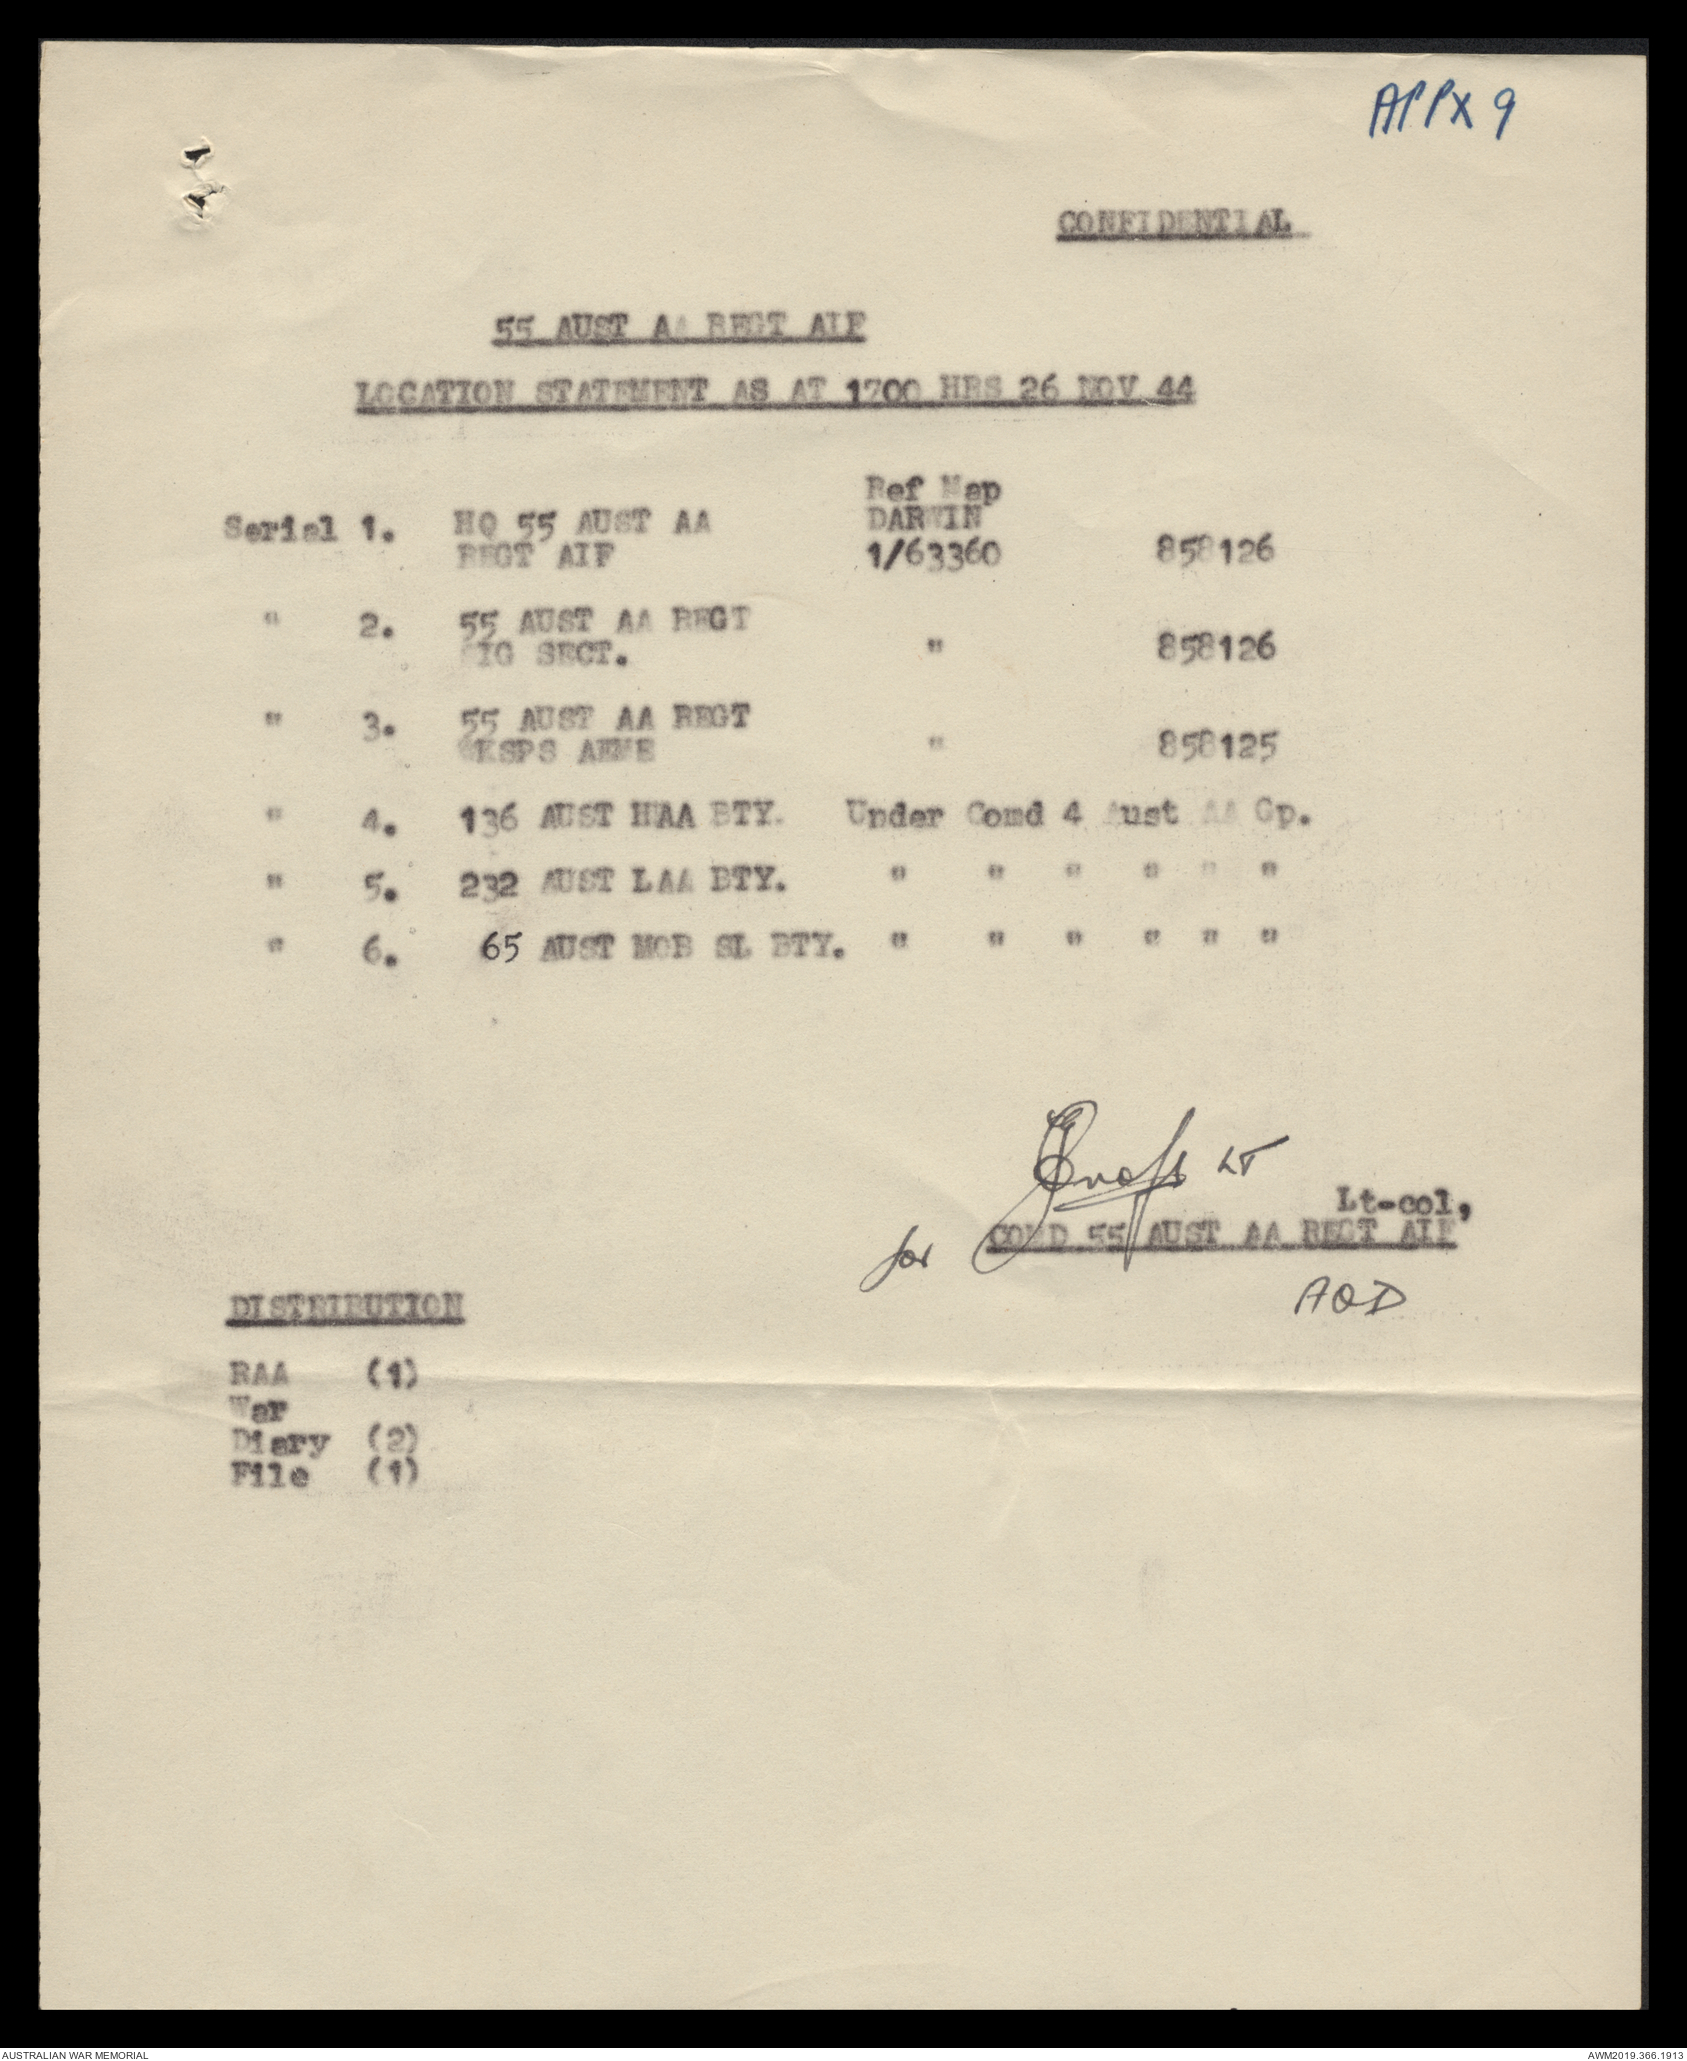 APPX 9
CONFIDENTIAL
55 AUST AA REGT AIF
LOCATION STATEMENT AS AT 1700 HRS 26 NOV 44
Ref Map
Serial 1. HQ 55 AUST AA DARWIN
REGT AIF 1/63360 858126
" 2. 55 AUST AA REGT
SIG SECT. " 858126
" 3. 55 AUST AA REGT
WKSPS AEME " 858125
" 4. 136 AUST HAA BTY. Under Comd 4 Aust AA Gp.
" 5. 232 AUST LAA BTY. " " " " " "
" 6. 65 AUST MOB SL BTY. " " " " " "
LT
Lt-col,
for COMD 55 AUST AA REGT AIF
AOD
DISTRIBUTION
RAA (1)
War
Diary (2)
File (1)
AUSTRALIAN WAR MEMORIAL AWM2019.366.1913